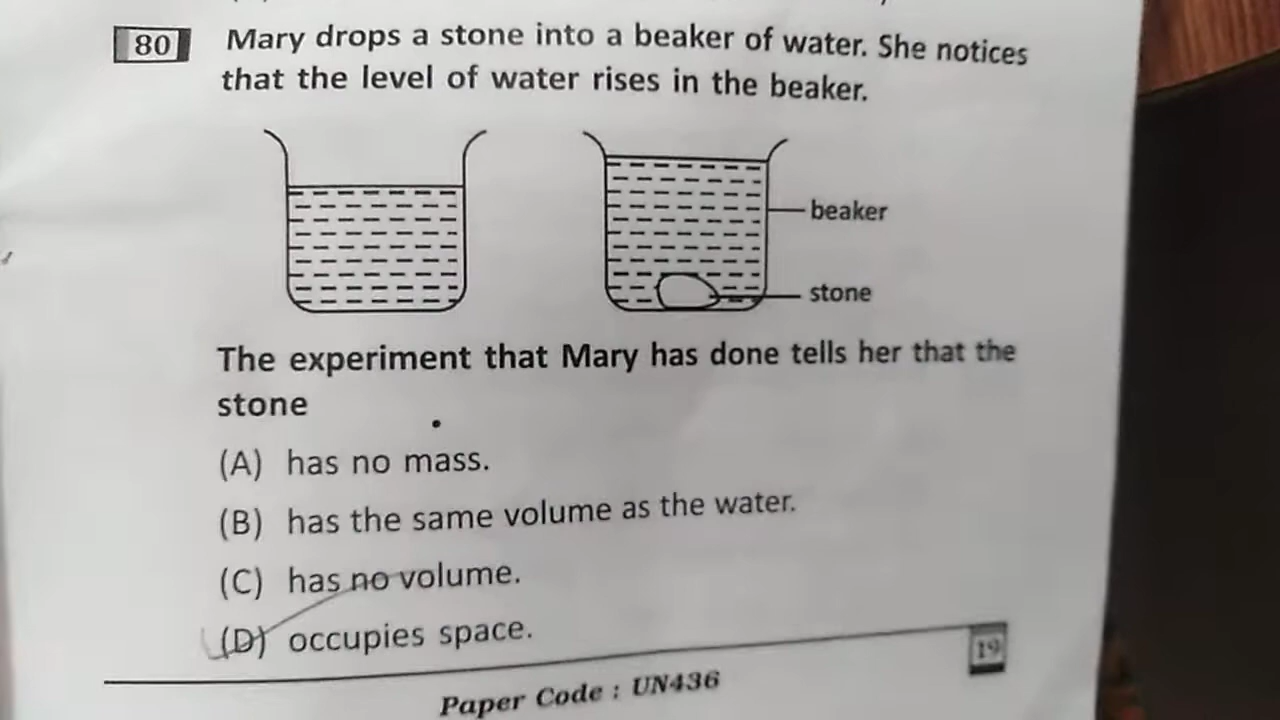 80 Mary drops a stone into a beaker of water. She notices
that the level of water rises in the beaker.
beaker
stone
The experiment that Mary has done tells her that the
stone
(A) has no mass.
(B) has the same volume as the water.
(C) has no volume.
(D) occupies space.
19
Paper Code : UN436